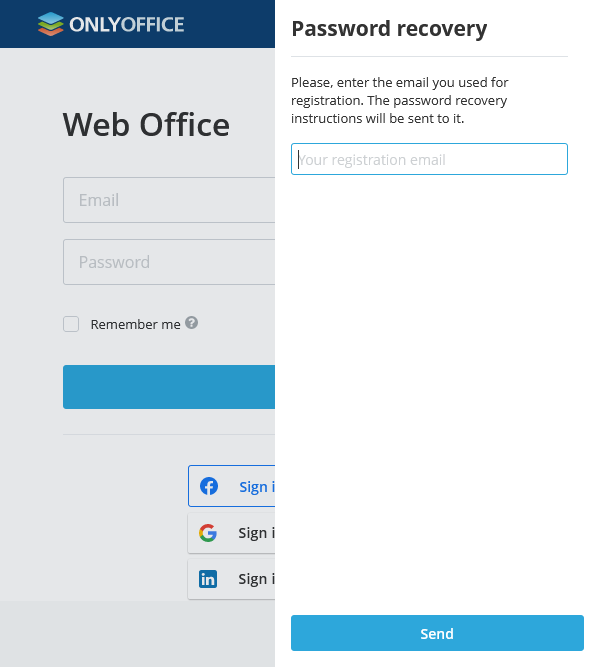 ONLYOFFICE
Web Office
Email
Password
Remember me ?
Sign i
Sign i
Sign i
Password recovery
Please, enter the email you used for
registration. The password recovery
instructions will be sent to it.
Your registration email
Send